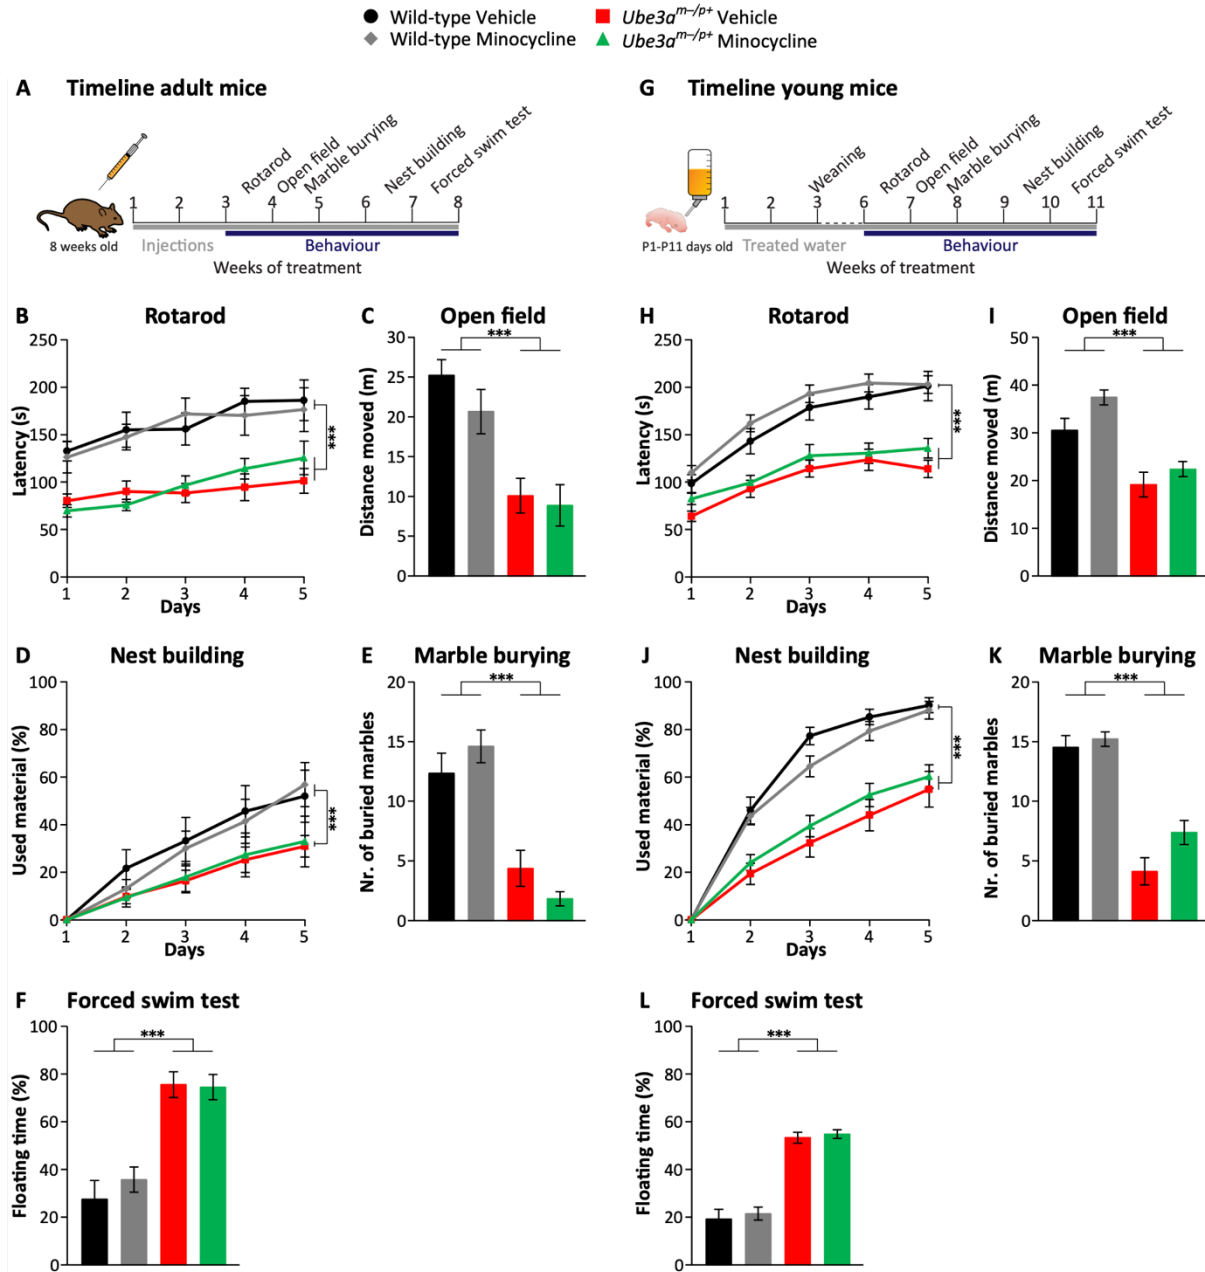 Wild-type Vehicle
Ube3a^m–/p+ Vehicle
Wild-type Minocycline
Ube3a^m–/p+ Minocycline
A Timeline adult mice
Rotarod
Open field
Marble burying
Nest building
Forced swim test
1 2 3 4 5 6 7 8
8 weeks old
Injections
Behaviour
Weeks of treatment
G Timeline young mice
Weaning
Rotarod
Open field
Marble burying
Nest building
Forced swim test
1 2 3 6 7 8 9 10 11
P1-P11 days old
Treated water
Behaviour
Weeks of treatment
B Rotarod
Latency (s)
250
200
150
100
50
0
***
1 2 3 4 5
Days
C Open field
Distance moved (m)
30
25
20
15
10
5
0
***
H Rotarod
Latency (s)
250
200
150
100
50
0
***
1 2 3 4 5
Days
I Open field
Distance moved (m)
50
40
30
20
10
0
***
D Nest building
Used material (%)
100
80
60
40
20
0
***
1 2 3 4 5
Days
E Marble burying
Nr. of buried marbles
20
15
10
5
0
***
J Nest building
Used material (%)
100
80
60
40
20
0
***
1 2 3 4 5
Days
K Marble burying
Nr. of buried marbles
20
15
10
5
0
***
F Forced swim test
Floating time (%)
100
80
60
40
20
0
***
L Forced swim test
Floating time (%)
100
80
60
40
20
0
***